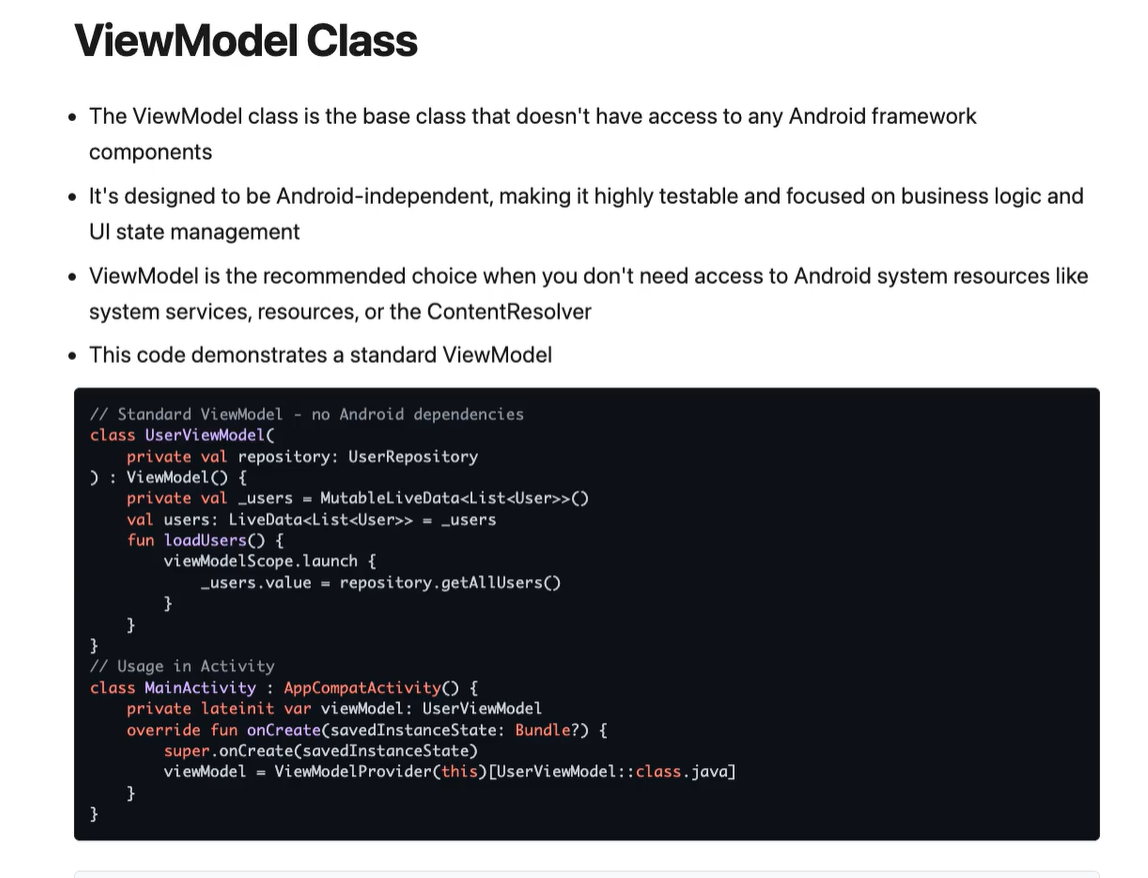 ViewModel Class
• The ViewModel class is the base class that doesn't have access to any Android framework
components
• It's designed to be Android-independent, making it highly testable and focused on business logic and
UI state management
• ViewModel is the recommended choice when you don't need access to Android system resources like
system services, resources, or the ContentResolver
• This code demonstrates a standard ViewModel
// Standard ViewModel - no Android dependencies
class UserViewModel(
    private val repository: UserRepository
) : ViewModel() {
    private val _users = MutableLiveData<List<User>>()
    val users: LiveData<List<User>> = _users
    fun loadUsers() {
        viewModelScope.launch {
            _users.value = repository.getAllUsers()
        }
    }
}
// Usage in Activity
class MainActivity : AppCompatActivity() {
    private lateinit var viewModel: UserViewModel
    override fun onCreate(savedInstanceState: Bundle?) {
        super.onCreate(savedInstanceState)
        viewModel = ViewModelProvider(this)[UserViewModel::class.java]
    }
}